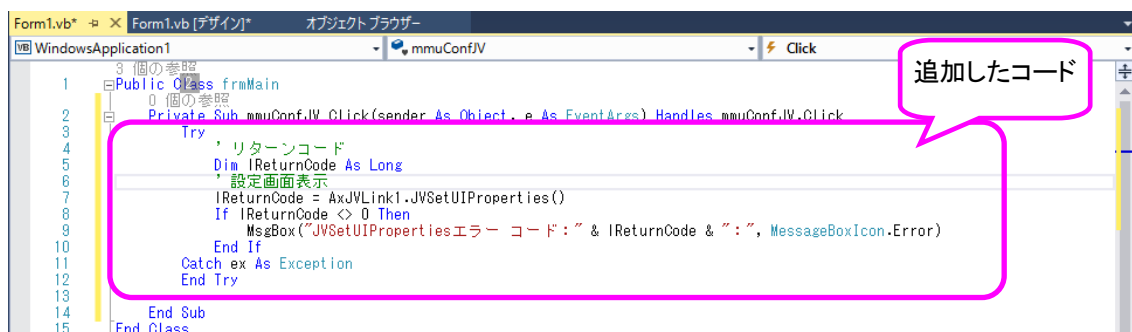 Form1.vb* Form1.vb [デザイン]* オブジェクト ブラウザー
WindowsApplication1 mmuConfJV Click
追加したコード
3 個の参照
1 Public Class frmMain
0 個の参照
2 Private Sub mmuConfJV_Click(sender As Object, e As EventArgs) Handles mmuConfJV.Click
3 Try
4 ' リターンコード
5 Dim lReturnCode As Long
6 ' 設定画面表示
7 lReturnCode = AxJVLink1.JVSetUIProperties()
8 If lReturnCode <> 0 Then
9 MsgBox("JVSetUIPropertiesエラー コード：" & lReturnCode & "：", MessageBoxIcon.Error)
10 End If
11 Catch ex As Exception
12 End Try
13
14 End Sub
15 End Class